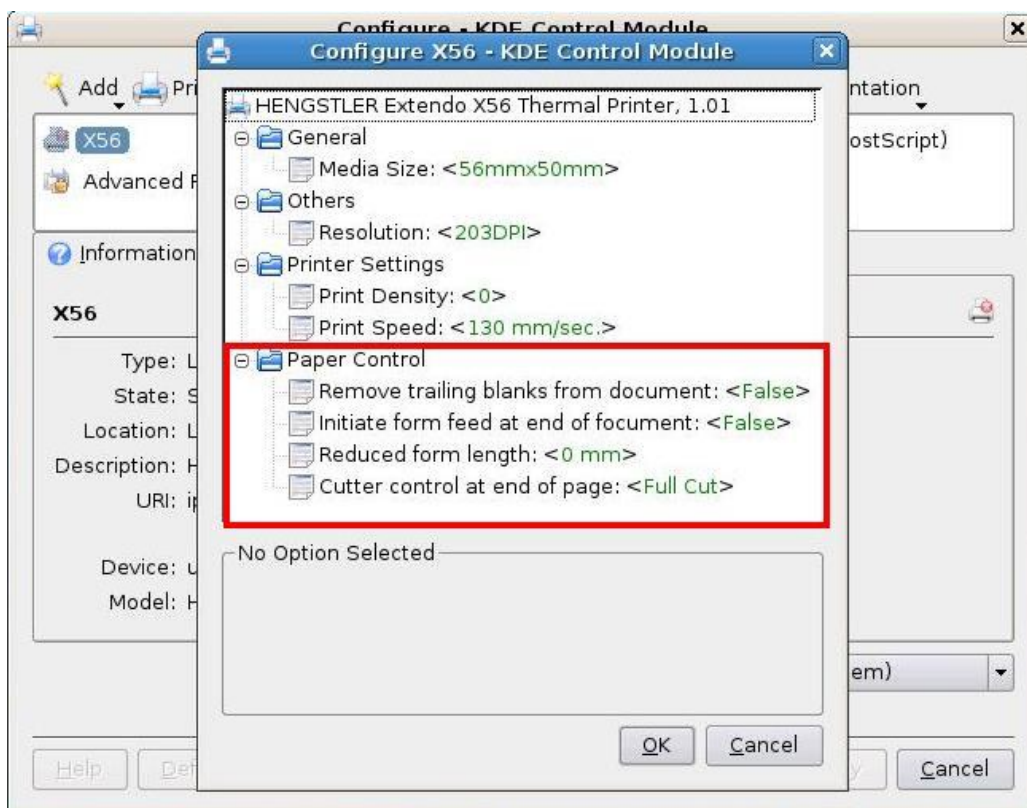 Configure - KDE Control Module
Configure X56 - KDE Control Module
Add
HENGSTLER Extendo X56 Thermal Printer, 1.01
X56
General
Media Size: <56mmx50mm>
Advanced
Others
Resolution: <203DPI>
Information
Printer Settings
Print Density: <0>
X56
Print Speed: <130 mm/sec.>
Type:
Paper Control
State:
Remove trailing blanks from document: <False>
Location:
Initiate form feed at end of focument: <False>
Description:
Reduced form length: <0 mm>
URI:
Cutter control at end of page: <Full Cut>
No Option Selected
Device:
Model:
OK
Cancel
Help
Cancel